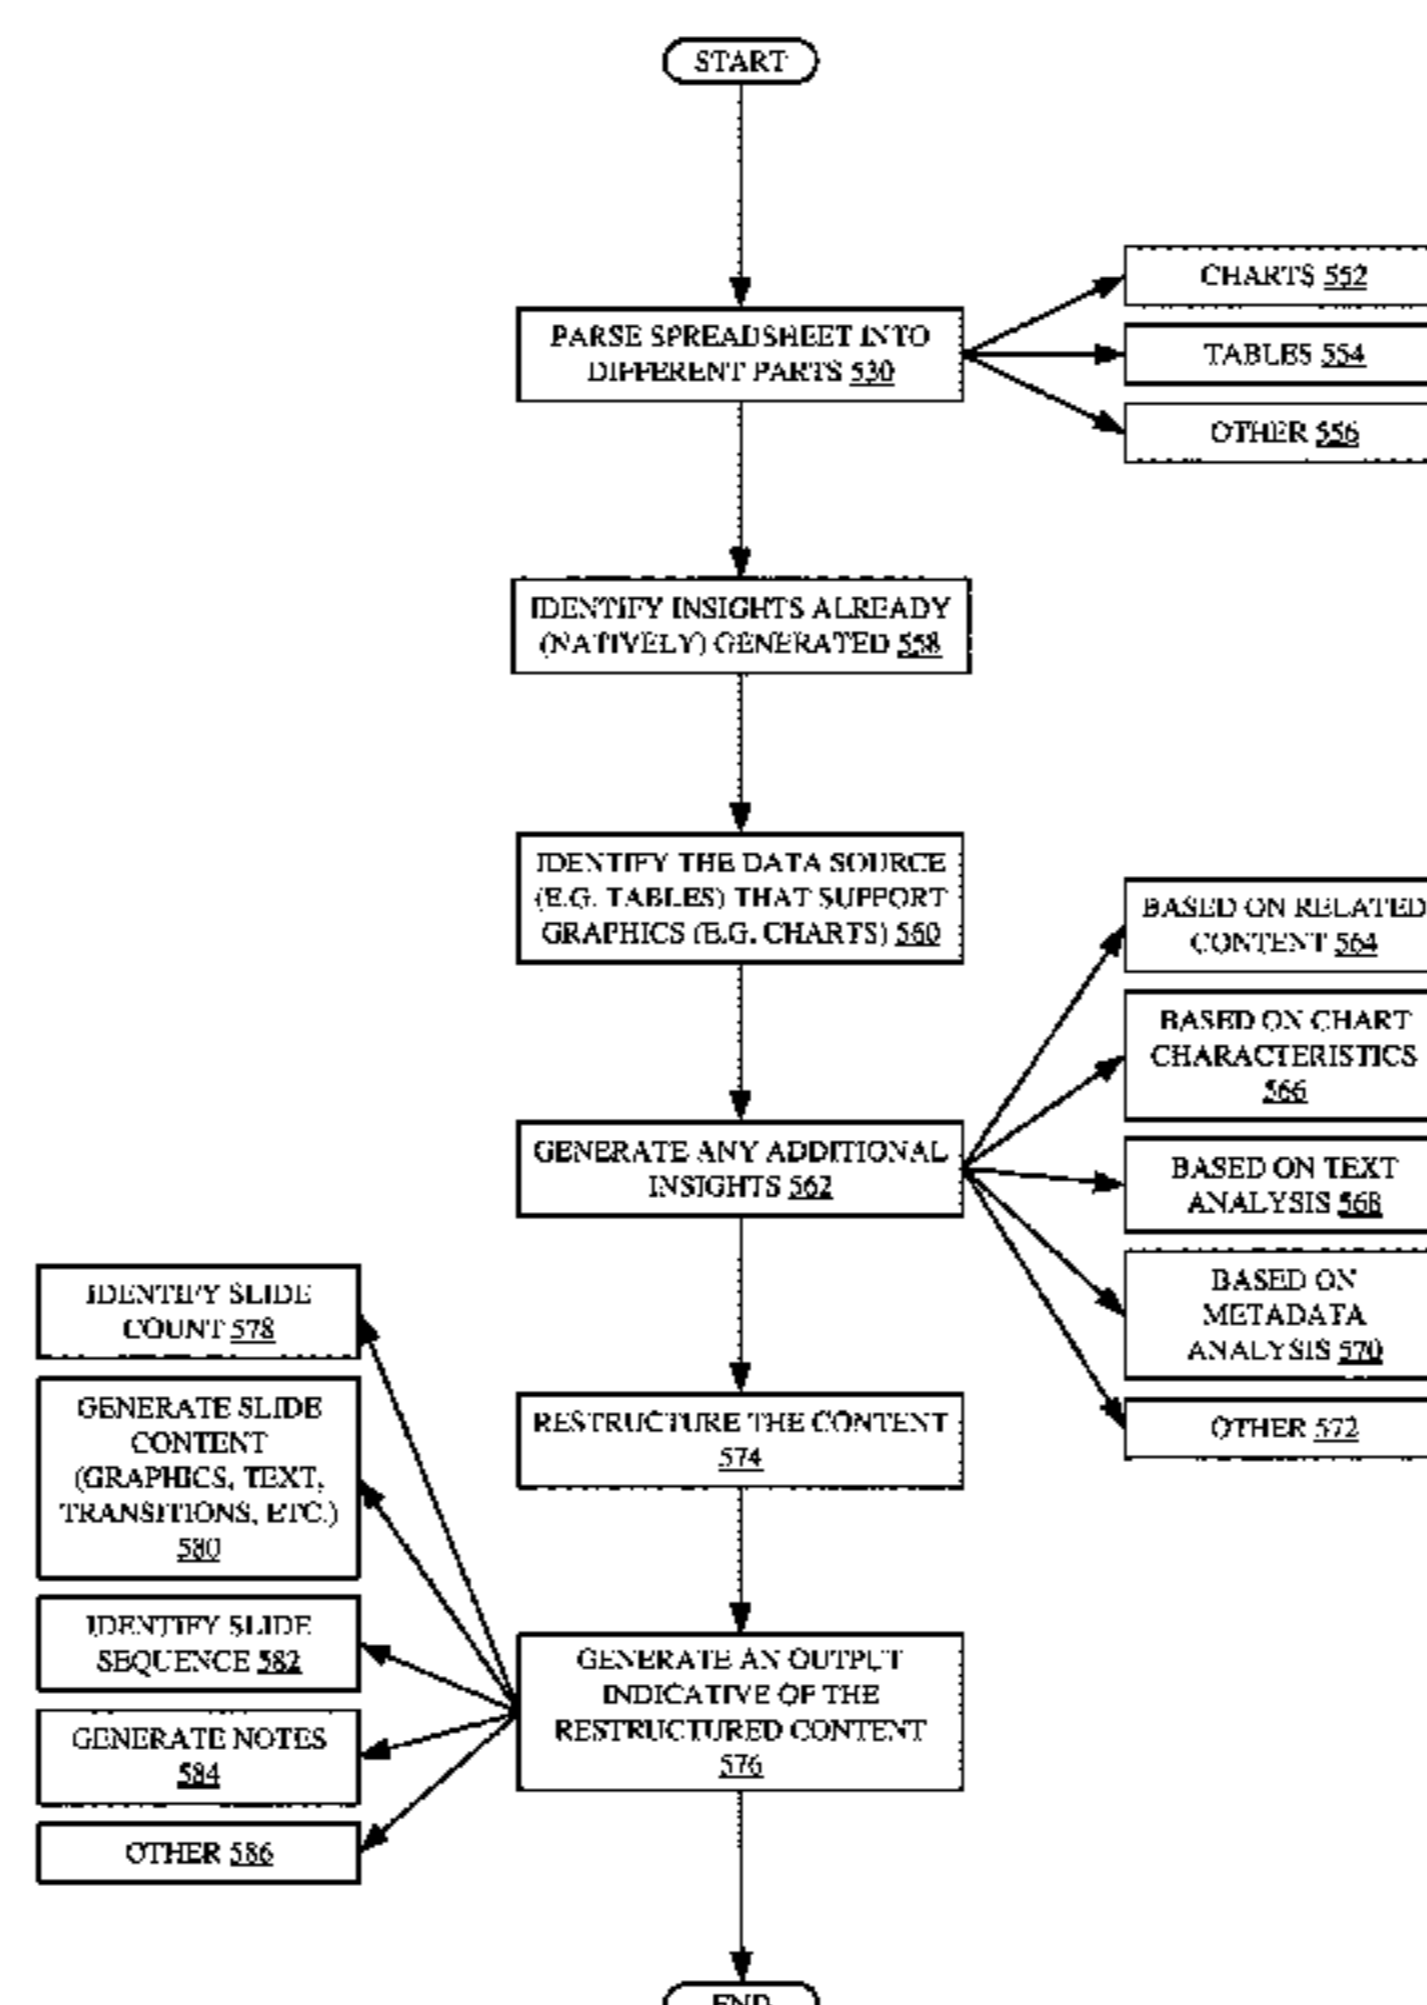 START
PARSE SPREADSHEET INTO
DIFFERENT PARTS 530
CHARTS 552
TABLES 554
OTHER 556
IDENTIFY INSIGHTS ALREADY
(NATIVELY) GENERATED 558
IDENTIFY THE DATA SOURCE
(E.G. TABLES) THAT SUPPORT
GRAPHICS (E.G. CHARTS) 560
GENERATE ANY ADDITIONAL
INSIGHTS 562
BASED ON RELATED
CONTENT 564
BASED ON CHART
CHARACTERISTICS
566
BASED ON TEXT
ANALYSIS 568
BASED ON
METADATA
ANALYSIS 570
OTHER 572
RESTRUCTURE THE CONTENT
574
GENERATE AN OUTPUT
INDICATIVE OF THE
RESTRUCTURED CONTENT
576
IDENTIFY SLIDE
COUNT 578
GENERATE SLIDE
CONTENT
(GRAPHICS, TEXT,
TRANSITIONS, ETC.)
580
IDENTIFY SLIDE
SEQUENCE 582
GENERATE NOTES
584
OTHER 586
END